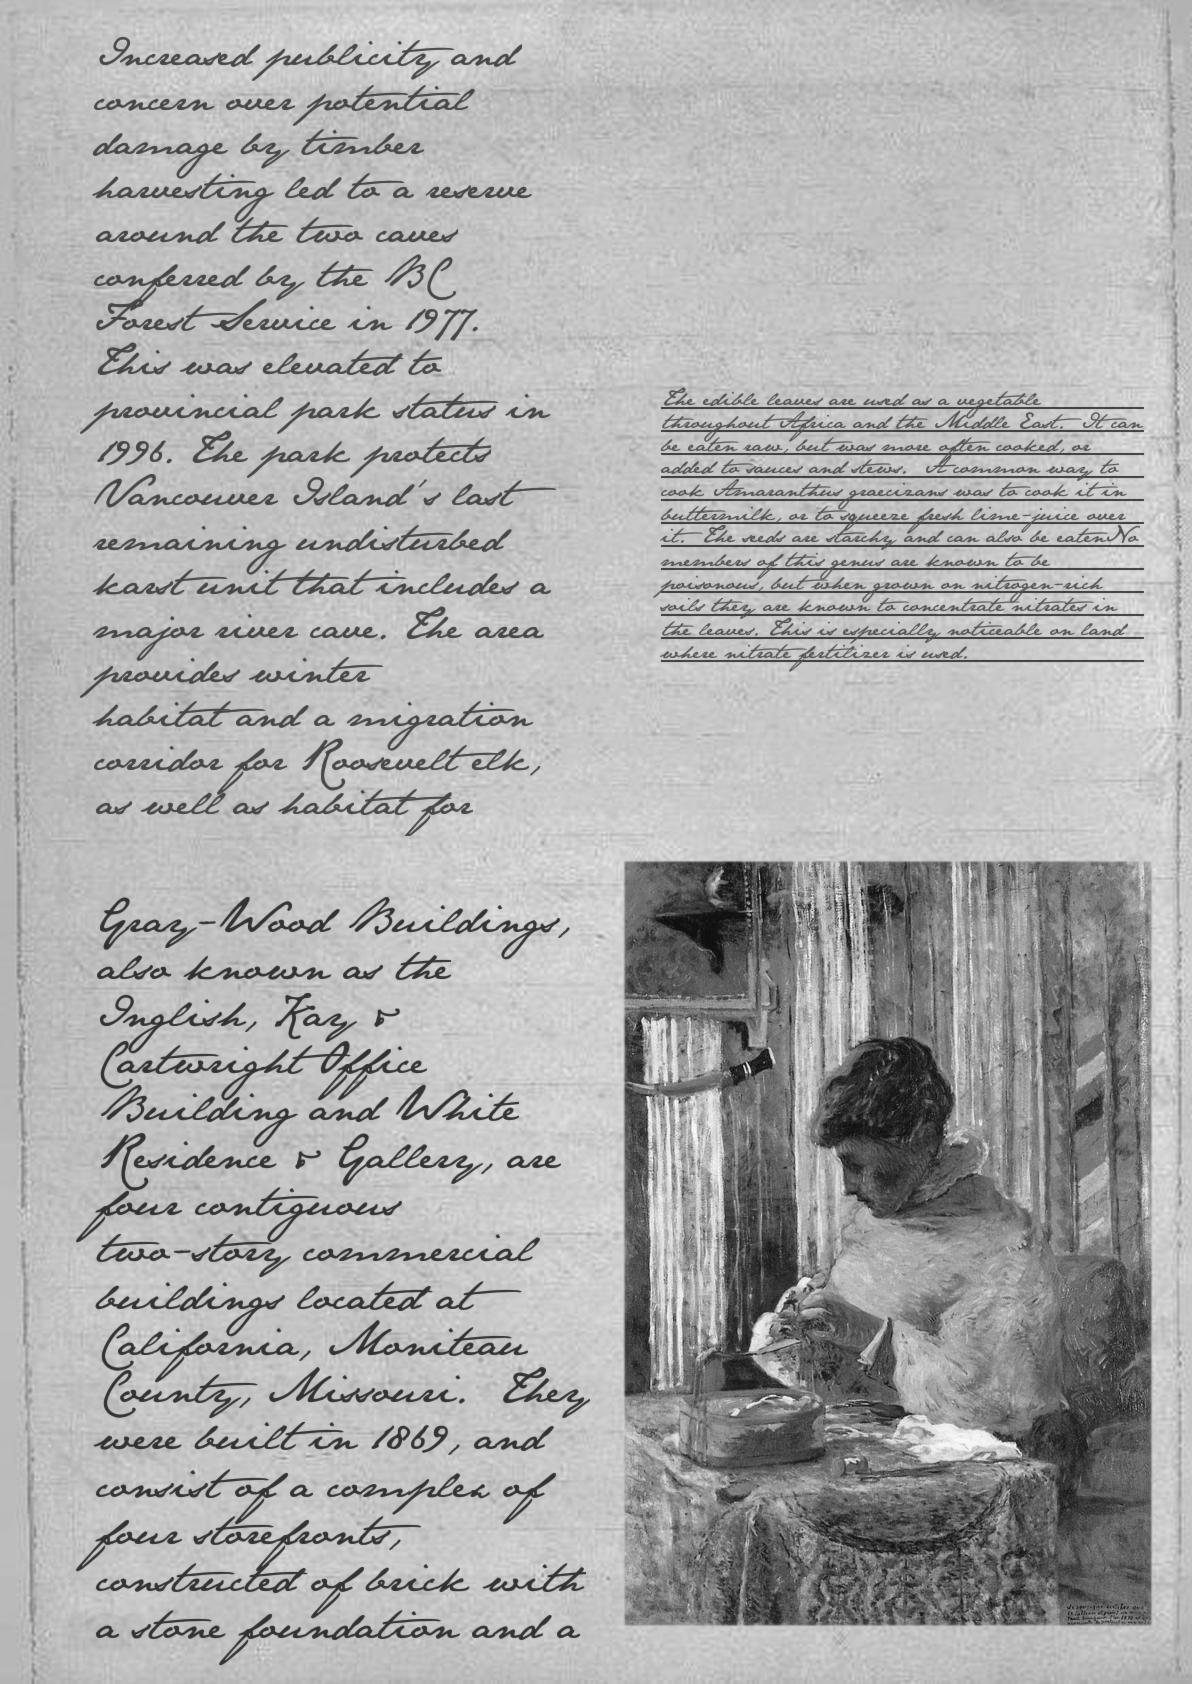 Increased publicity and
concern over potential
damage by timber
harvesting led to a reserve
around the two caves
conferred by the BC
Forest Service in 1977.
This was elevated to
provincial park status in
1996. The park protects
Vancouver Island's last
remaining undisturbed
karst unit that includes a
major river cave. The area
provides winter
habitat and a migration
corridor for Roosevelt elk,
as well as habitat for
The edible leaves are used as a vegetable
throughout Africa and the Middle East. It can
be eaten raw, but was more often cooked, or
added to sauces and stews. A common way to
cook Amaranthus graecizans was to cook it in
buttermilk, or to squeeze fresh lime-juice over
it. The seeds are starchy and can also be eatenNo
members of this genus are known to be
poisonous, but when grown on nitrogen-rich
soils they are known to concentrate nitrates in
the leaves. This is especially noticeable on land
where nitrate fertilizer is used.
Gray-Wood Buildings,
also known as the
Inglish, Kay &
Cartwright Office
Building and White
Residence & Gallery, are
four contiguous
two-story commercial
buildings located at
California, Moniteau
County, Missouri. They
were built in 1869, and
consist of a complex of
four storefronts,
constructed of brick with
a stone foundation and a